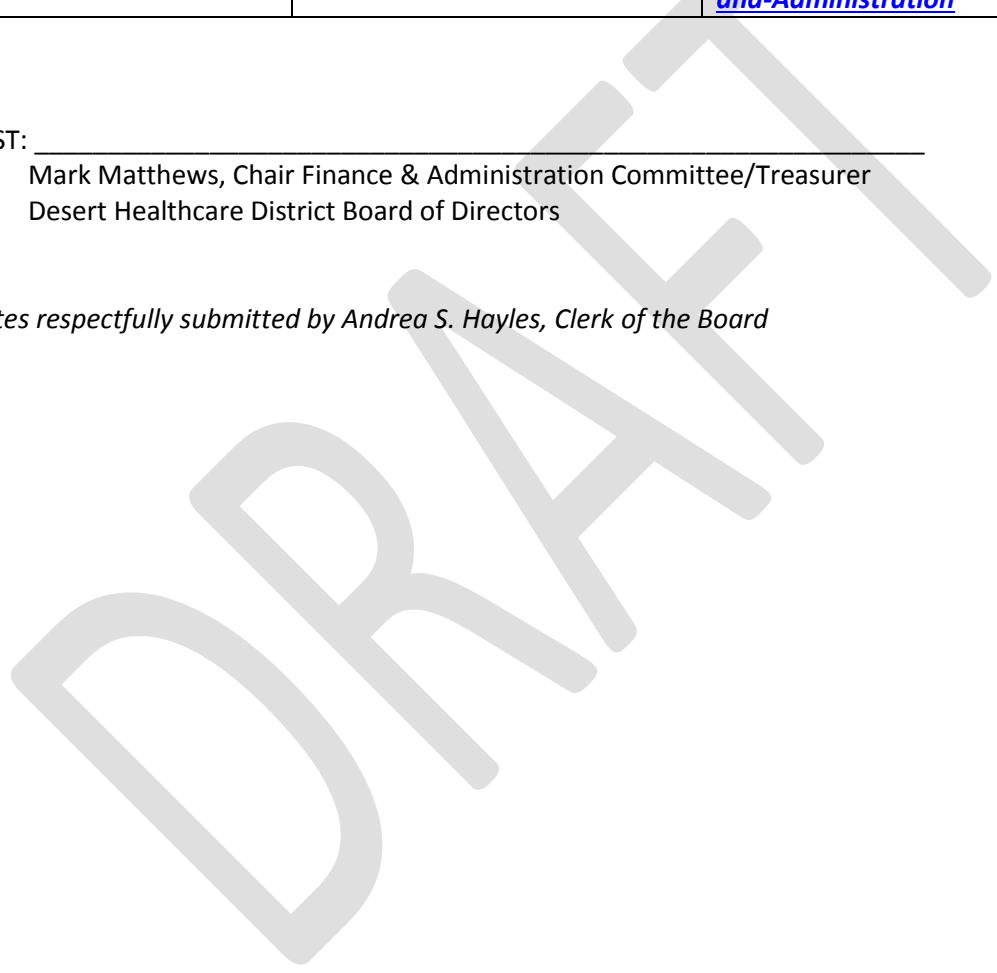 and-Administration
ST: _______________________________________________
Mark Matthews, Chair Finance & Administration Committee/Treasurer
Desert Healthcare District Board of Directors
tes respectfully submitted by Andrea S. Hayles, Clerk of the Board
DRAFT